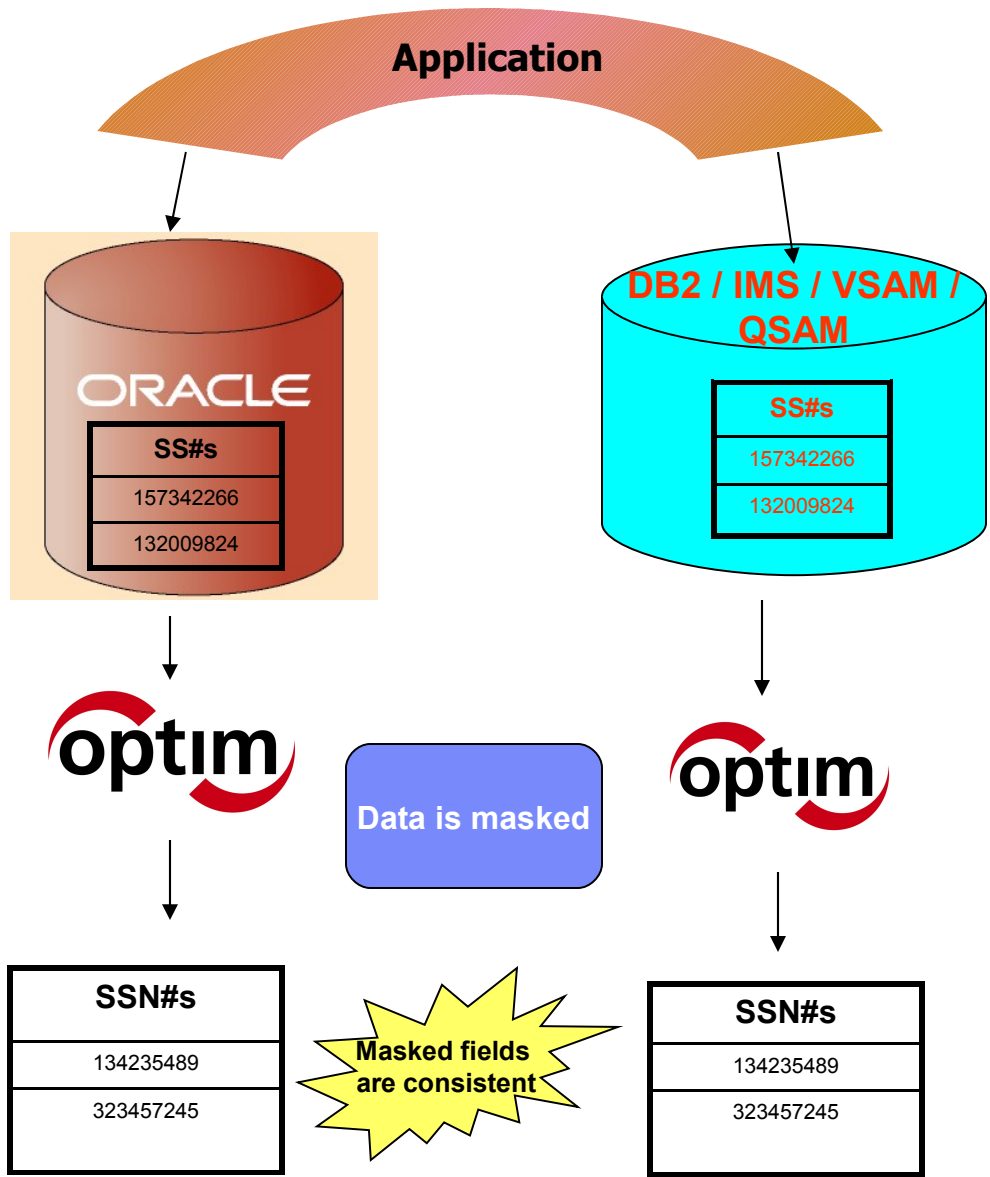 Application
ORACLE
SS#s
157342266
132009824
DB2 / IMS / VSAM /
QSAM
SS#s
157342266
132009824
optim
Data is masked
optim
SSN#s
134235489
323457245
Masked fields
are consistent
SSN#s
134235489
323457245